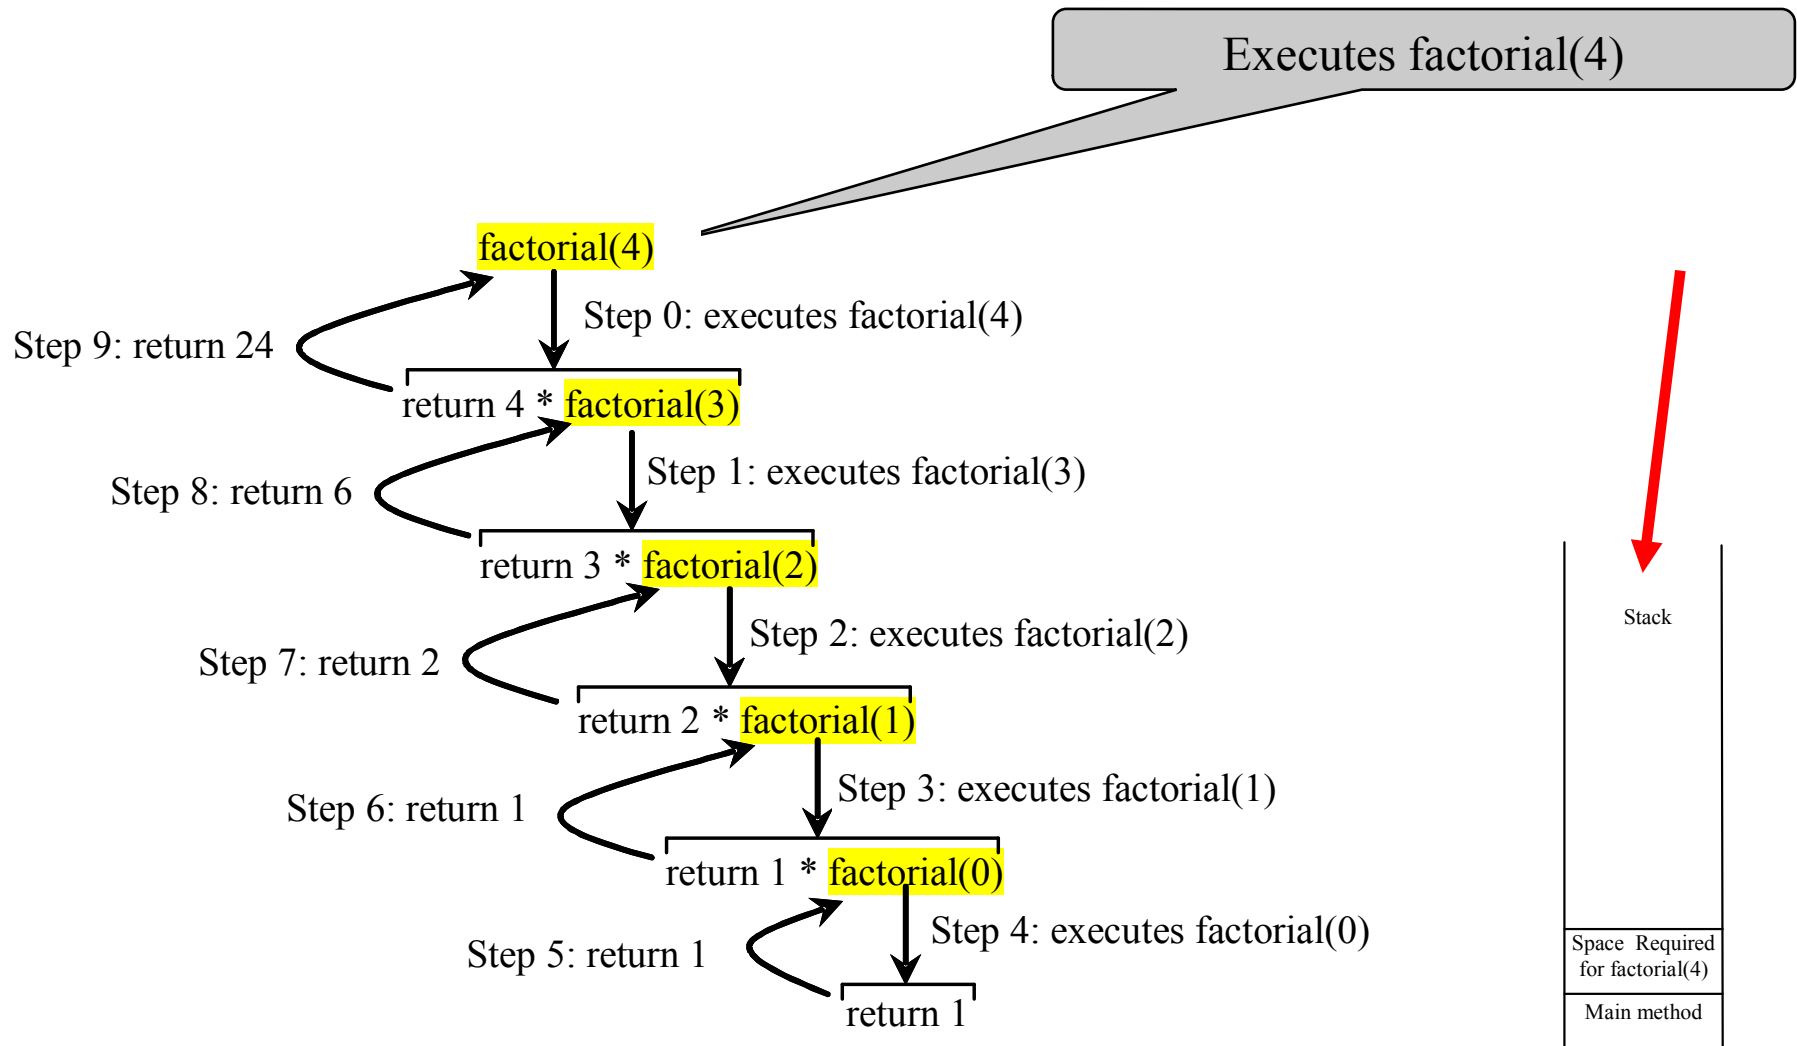 Executes factorial(4)
factorial(4)
Step 0: executes factorial(4)
Step 9: return 24
return 4 * factorial(3)
Step 1: executes factorial(3)
Step 8: return 6
return 3 * factorial(2)
Stack
Step 2: executes factorial(2)
Step 7: return 2
return 2 * factorial(1)
Step 3: executes factorial(1)
Step 6: return 1
return 1 * factorial(0)
Step 4: executes factorial(0)
Step 5: return 1
return 1
Space Required
for factorial(4)
Main method